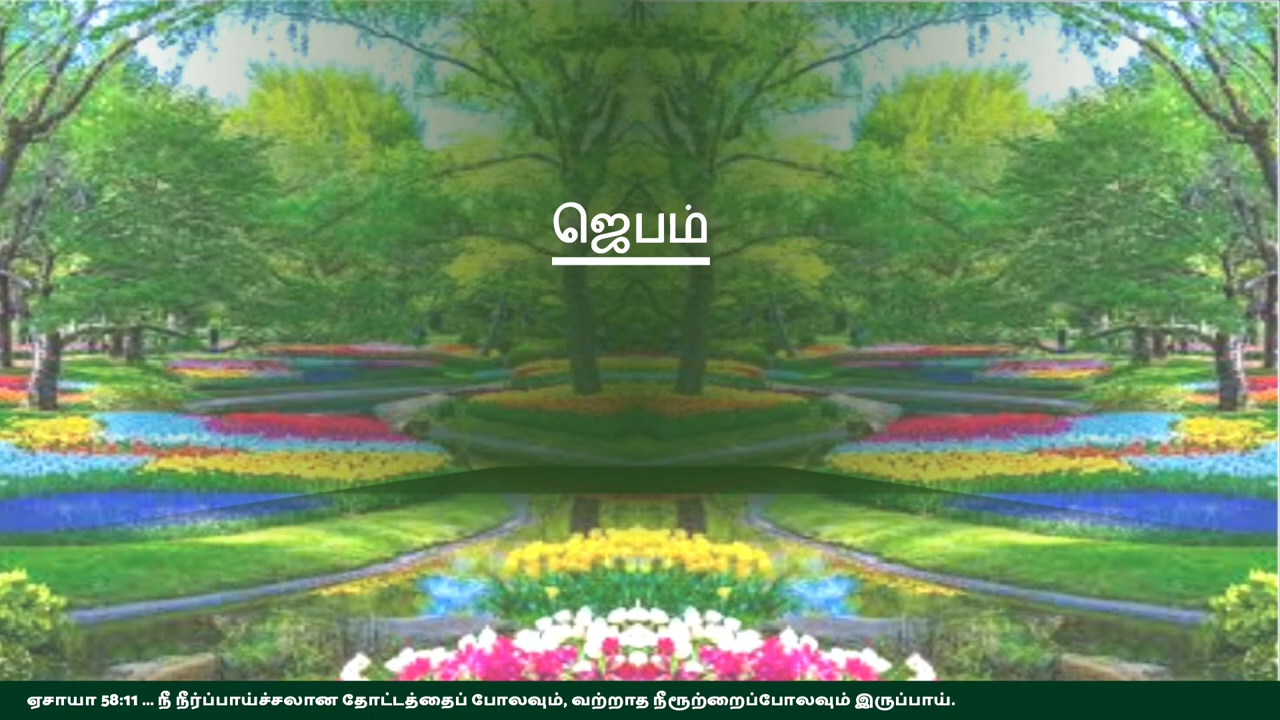 ஜெபம்
ஏசாயா 58:11 ... நீ நீர்ப்பாய்ச்சலான தோட்டத்தைப் போலவும், வற்றாத நீரூற்றைப்போலவும் இருப்பாய்.